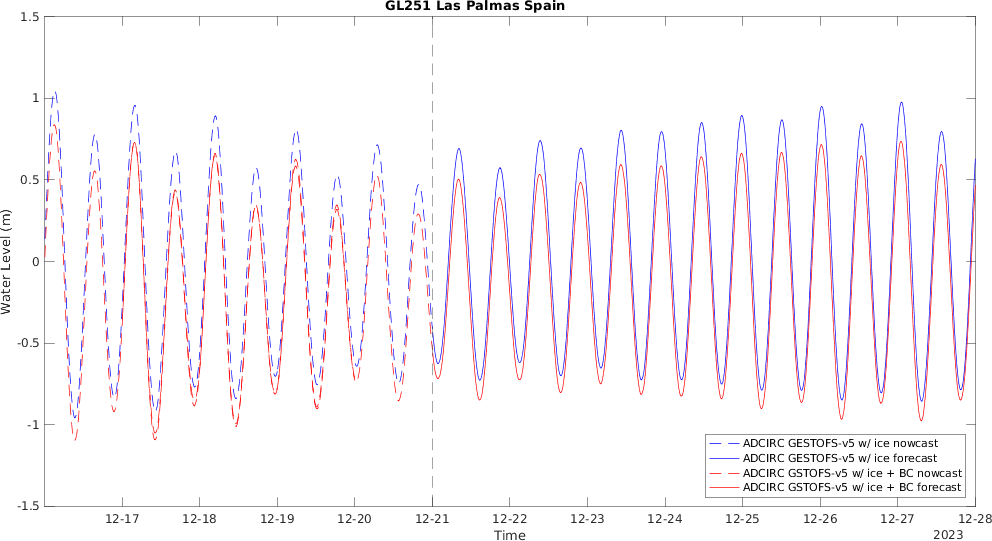 GL251 Las Palmas Spain
1.5
1
0.5
0
-0.5
-1
-1.5
Water Level (m)
12-17 12-18 12-19 12-20 12-21 12-22 12-23 12-24 12-25 12-26 12-27 12-28
Time
2023
ADCIRC GESTOFS-v5 w/ ice nowcast
ADCIRC GESTOFS-v5 w/ ice forecast
ADCIRC GSTOFS-v5 w/ ice + BC nowcast
ADCIRC GSTOFS-v5 w/ ice + BC forecast